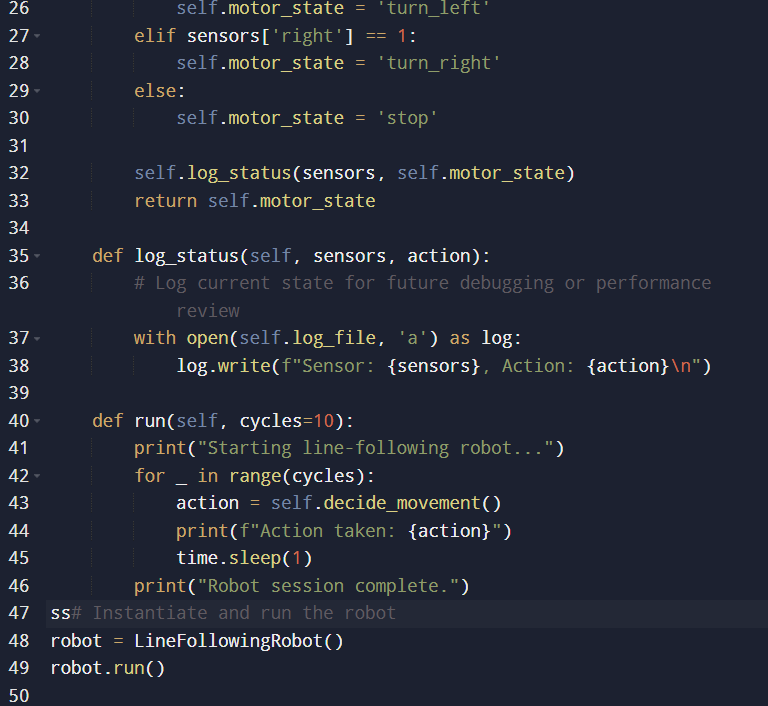 26 self.motor_state = 'turn_left'
27 elif sensors['right'] == 1:
28 self.motor_state = 'turn_right'
29 else:
30 self.motor_state = 'stop'
31
32 self.log_status(sensors, self.motor_state)
33 return self.motor_state
34
35 def log_status(self, sensors, action):
36 # Log current state for future debugging or performance
review
37 with open(self.log_file, 'a') as log:
38 log.write(f"Sensor: {sensors}, Action: {action}\n")
39
40 def run(self, cycles=10):
41 print("Starting line-following robot...")
42 for _ in range(cycles):
43 action = self.decide_movement()
44 print(f"Action taken: {action}")
45 time.sleep(1)
46 print("Robot session complete.")
47 ss# Instantiate and run the robot
48 robot = LineFollowingRobot()
49 robot.run()
50